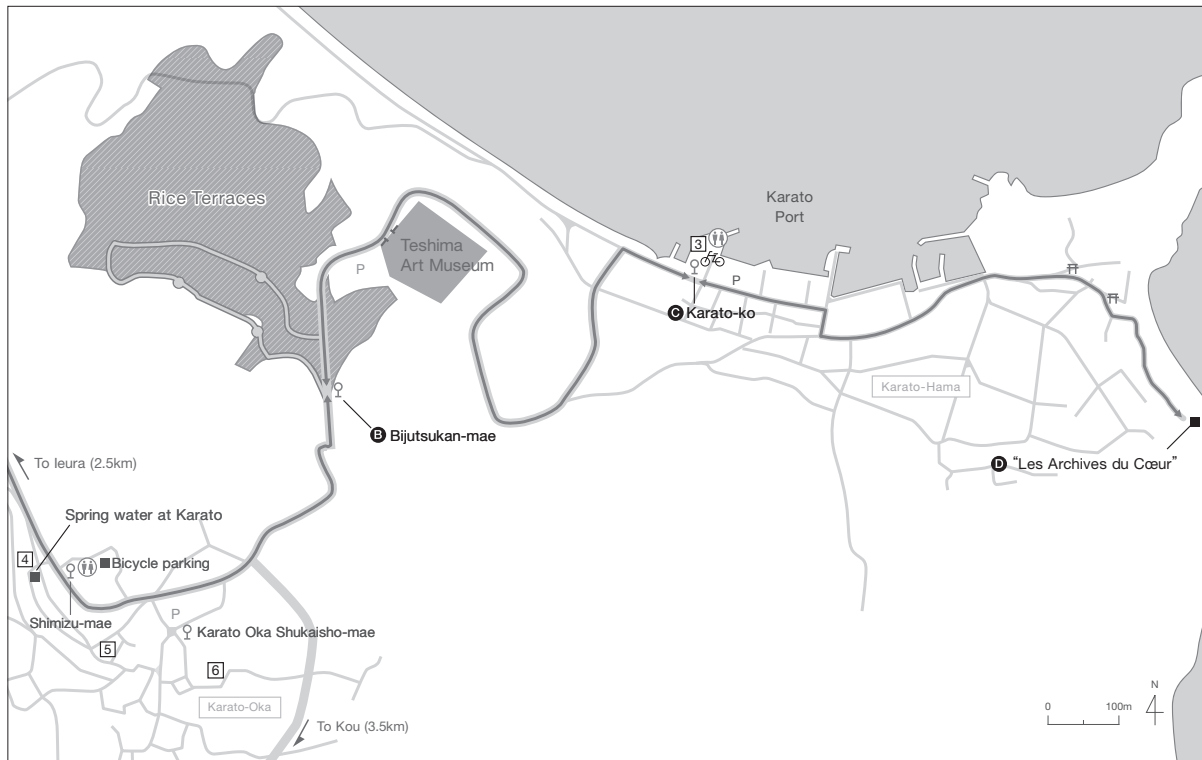 Rice Terraces
Karato
Port
Teshima
Art Museum
P
3
P
C Karato-ko
Karato-Hama
B Bijutsukan-mae
D “Les Archives du Cœur”
To Ieura (2.5km)
Spring water at Karato
4
Bicycle parking
Shimizu-mae
P
Karato Oka Shukaisho-mae
5
6
Karato-Oka
To Kou (3.5km)
N
0 100m